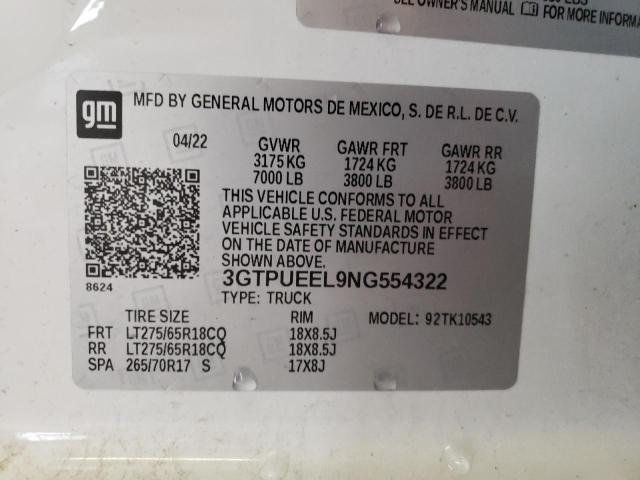 SEE OWNER'S MANUAL FOR MORE
gm
MFD BY GENERAL MOTORS DE MEXICO, S. DE R.L. DE C.V.
04/22 GVWR GAWR FRT GAWR RR
3175 KG 1724 KG 1724 KG
7000 LB 3800 LB 3800 LB
THIS VEHICLE CONFORMS TO ALL
APPLICABLE U.S. FEDERAL MOTOR
VEHICLE SAFETY STANDARDS IN EFFECT
ON THE DATE OF MANUFACTURE
SHOWN ABOVE.
8624
3GTPUEEL9NG554322
TYPE: TRUCK
TIRE SIZE RIM MODEL: 92TK10543
FRT LT275/65R18CQ 18X8.5J
RR LT275/65R18CQ 18X8.5J
SPA 265/70R17 S 17X8J